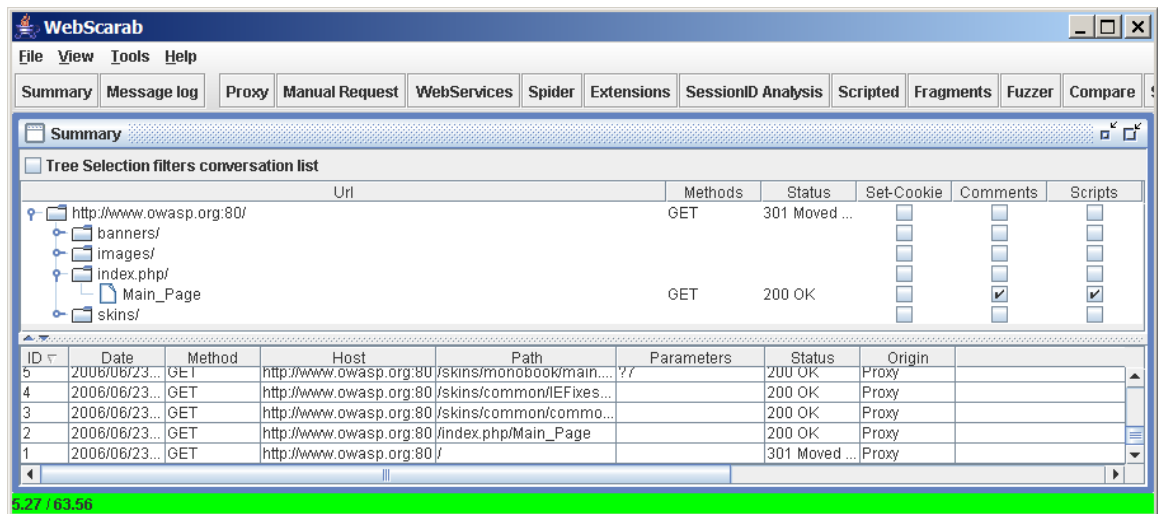 WebScarab
File View Tools Help
Summary Message log Proxy Manual Request WebServices Spider Extensions SessionID Analysis Scripted Fragments Fuzzer Compare
Summary
Tree Selection filters conversation list
Url Methods Status Set-Cookie Comments Scripts
http://www.owasp.org:80/ GET 301 Moved ...
banners/
images/
index.php/
Main_Page GET 200 OK
skins/
ID Date Method Host Path Parameters Status Origin
5 2006/06/23... GET http://www.owasp.org:80 /skins/monobook/main.... ?7 200 OK Proxy
4 2006/06/23... GET http://www.owasp.org:80 /skins/common/IEFixes... 200 OK Proxy
3 2006/06/23... GET http://www.owasp.org:80 /skins/common/commo... 200 OK Proxy
2 2006/06/23... GET http://www.owasp.org:80 /index.php/Main_Page 200 OK Proxy
1 2006/06/23... GET http://www.owasp.org:80 / 301 Moved ... Proxy
5.27 / 63.56